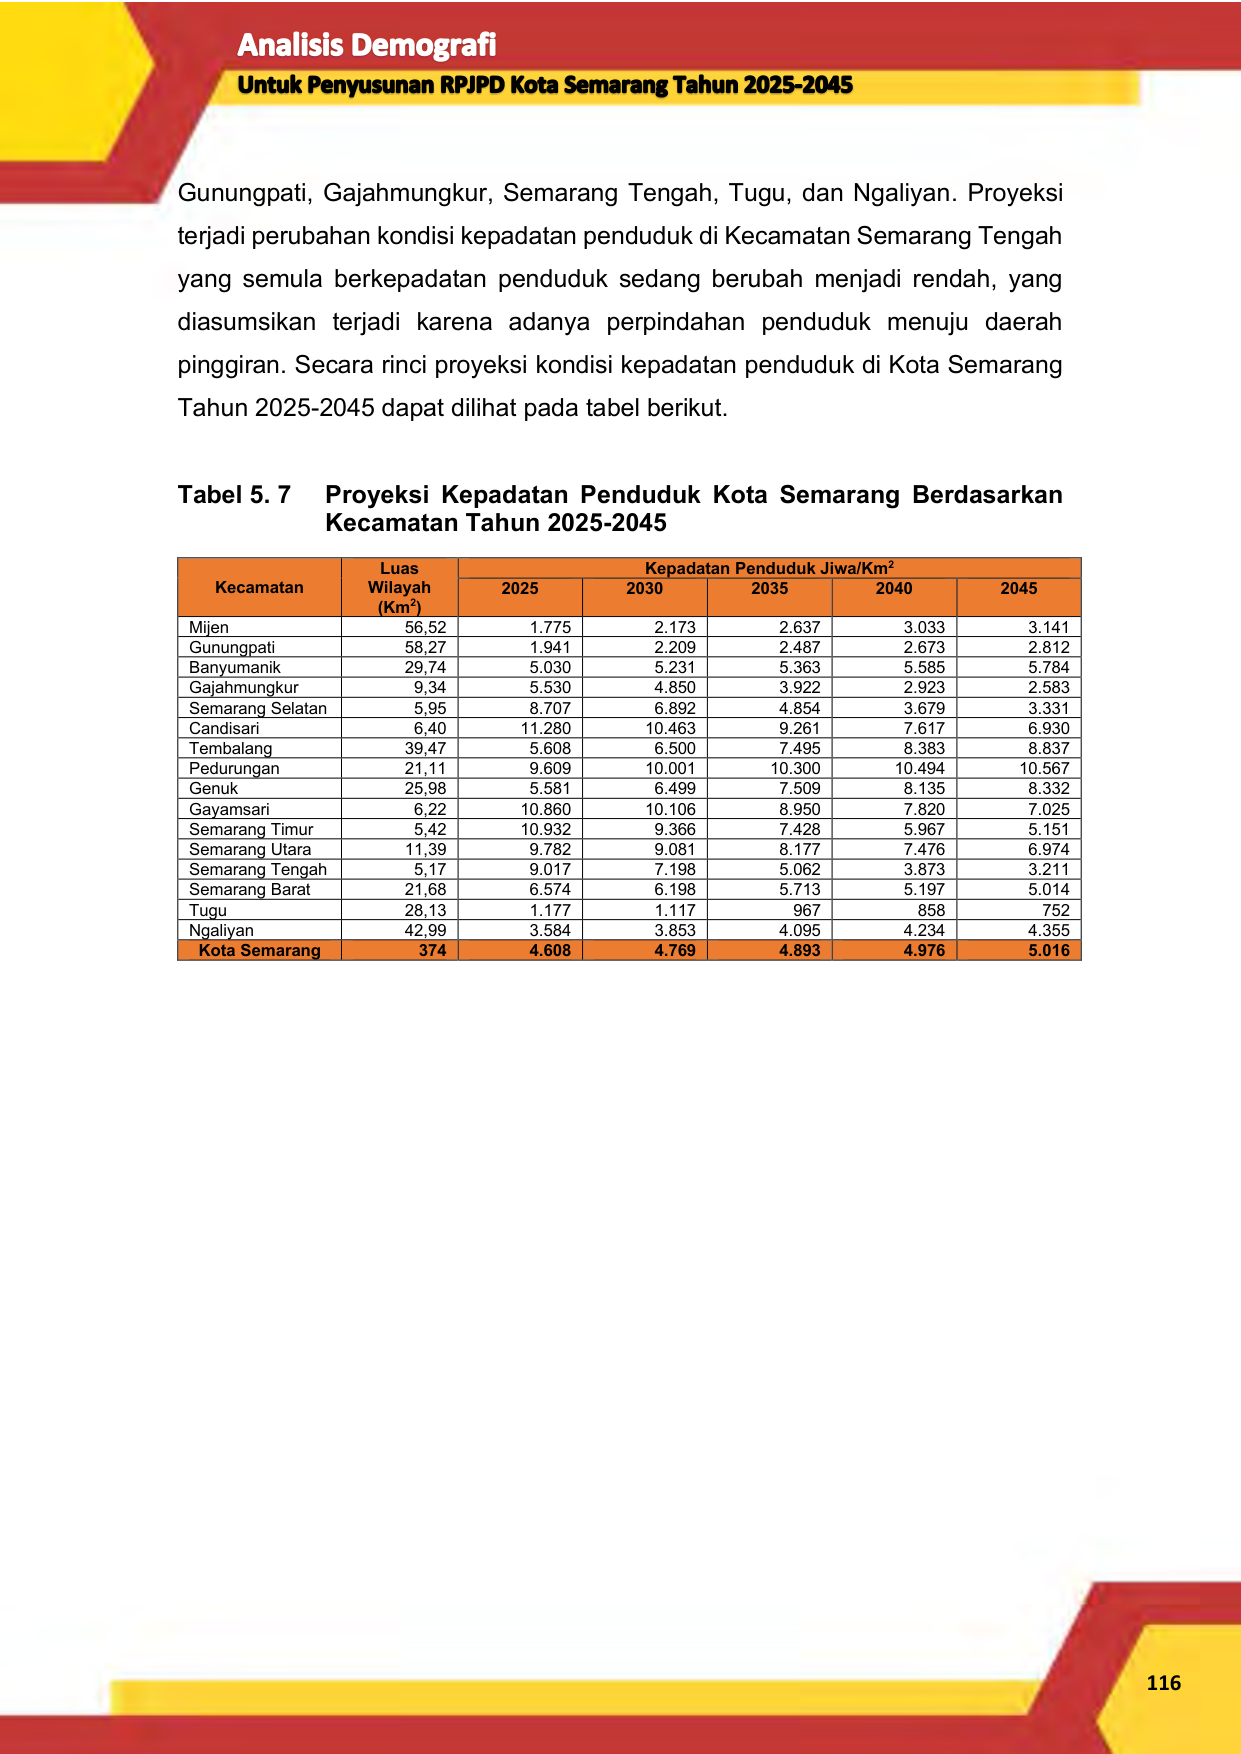 Analisis Demografi
Untuk Penyusunan RPJPD Kota Semarang Tahun 2025-2045
Gunungpati, Gajahmungkur, Semarang Tengah, Tugu, dan Ngaliyan. Proyeksi
terjadi perubahan kondisi kepadatan penduduk di Kecamatan Semarang Tengah
yang semula berkepadatan penduduk sedang berubah menjadi rendah, yang
diasumsikan terjadi karena adanya perpindahan penduduk menuju daerah
pinggiran. Secara rinci proyeksi kondisi kepadatan penduduk di Kota Semarang
Tahun 2025-2045 dapat dilihat pada tabel berikut.
Tabel 5. 7 Proyeksi Kepadatan Penduduk Kota Semarang Berdasarkan
Kecamatan Tahun 2025-2045
Kecamatan Luas Wilayah (Km²) Kepadatan Penduduk Jiwa/Km²
2025 2030 2035 2040 2045
Mijen 56,52 1.775 2.173 2.637 3.033 3.141
Gunungpati 58,27 1.941 2.209 2.487 2.673 2.812
Banyumanik 29,74 5.030 5.231 5.363 5.585 5.784
Gajahmungkur 9,34 5.530 4.850 3.922 2.923 2.583
Semarang Selatan 5,95 8.707 6.892 4.854 3.679 3.331
Candisari 6,40 11.280 10.463 9.261 7.617 6.930
Tembalang 39,47 5.608 6.500 7.495 8.383 8.837
Pedurungan 21,11 9.609 10.001 10.300 10.494 10.567
Genuk 25,98 5.581 6.499 7.509 8.135 8.332
Gayamsari 6,22 10.860 10.106 8.950 7.820 7.025
Semarang Timur 5,42 10.932 9.366 7.428 5.967 5.151
Semarang Utara 11,39 9.782 9.081 8.177 7.476 6.974
Semarang Tengah 5,17 9.017 7.198 5.062 3.873 3.211
Semarang Barat 21,68 6.574 6.198 5.713 5.197 5.014
Tugu 28,13 1.177 1.117 967 858 752
Ngaliyan 42,99 3.584 3.853 4.095 4.234 4.355
Kota Semarang 374 4.608 4.769 4.893 4.976 5.016
116